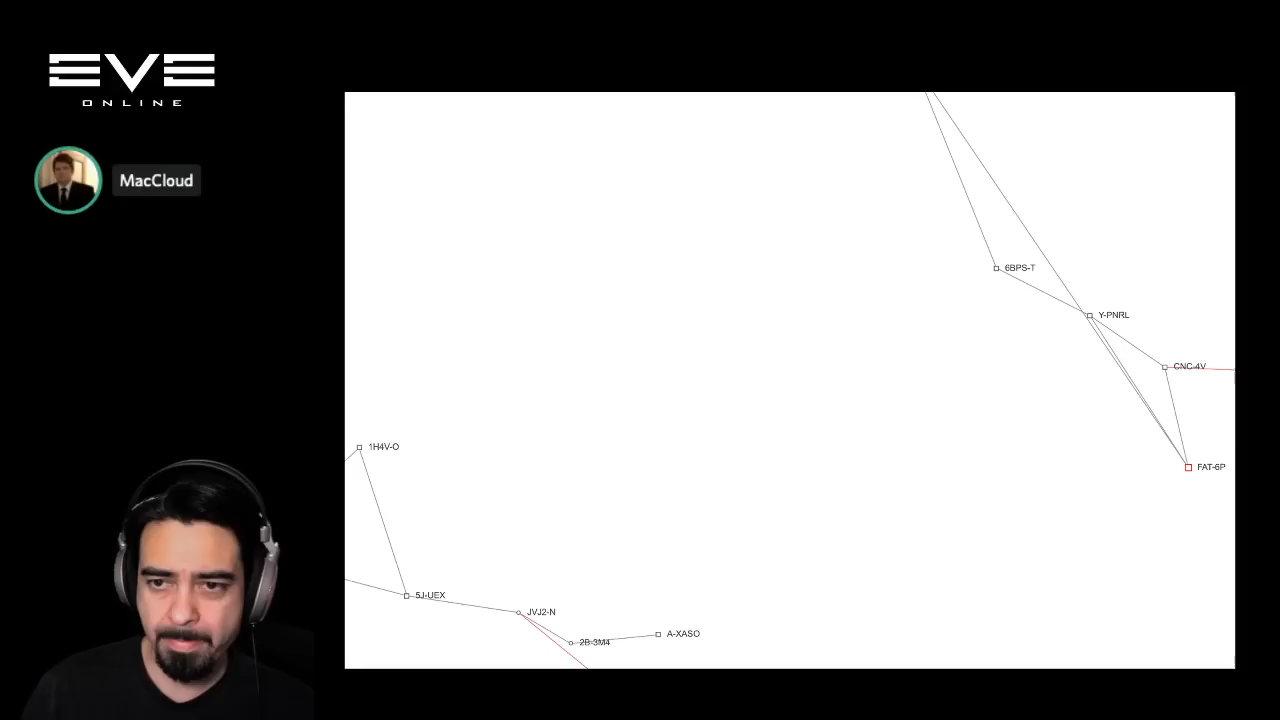 EVE
ONLINE
MacCloud
6BPS-T
Y-PNRL
CNC-4V
1H4V-O
FAT-6P
5J-UEX
JVJ2-N
A-XASO
2B-3M4